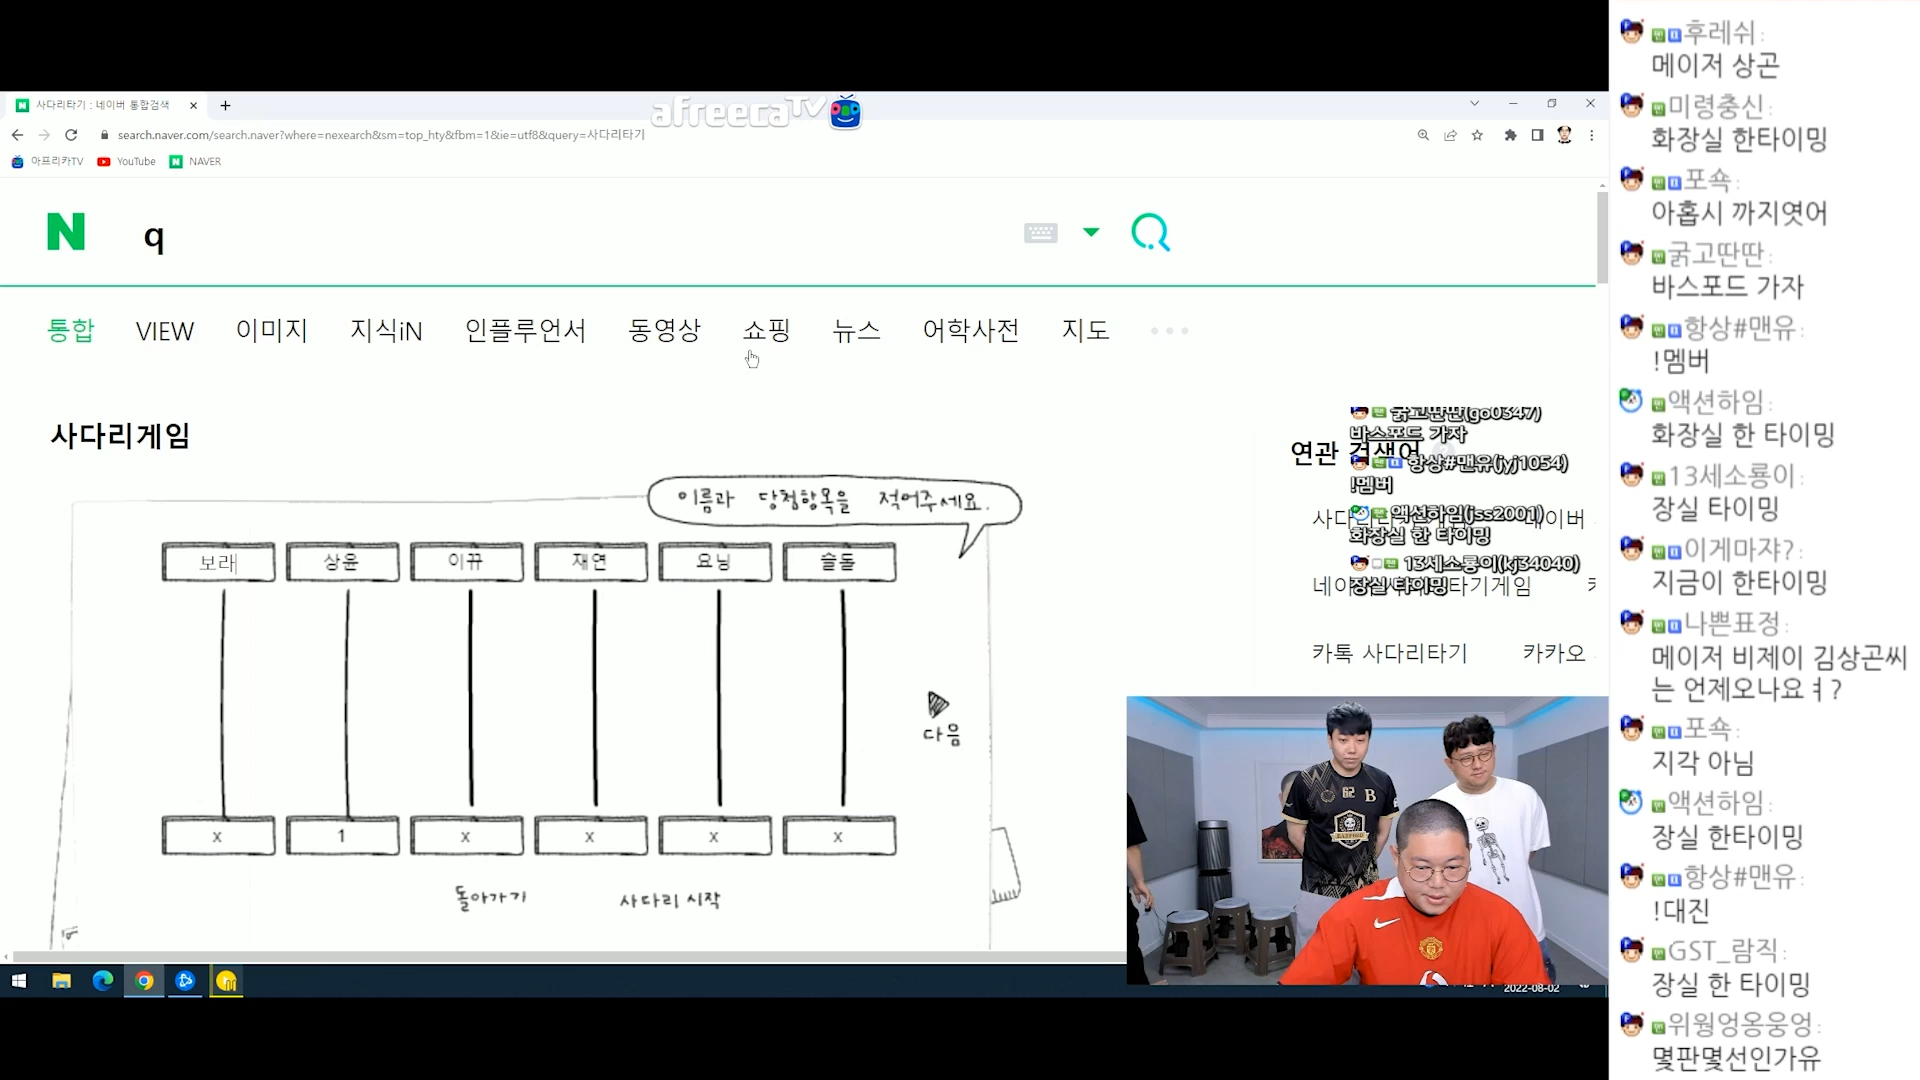 사다리타기 : 네이버 통합검색
afreecaTV
search.naver.com/search.naver?where=nexearch&sm=top_hty&fbm=1&ie=utf8&query=사다리타기
아프리카TV YouTube NAVER
N q
통합 VIEW 이미지 지식iN 인플루언서 동영상 쇼핑 뉴스 어학사전 지도
사다리게임
이름과 당첨항목을 적어주세요.
보래 상윤 이뀨 재연 요닝 슬돌
다음
x 1 x x x x
돌아가기 사다리 시작
연관
굵고딴딴(go0347)
바스포드 가자
항상#맨유(jyj1054)
!멤버
액션하임(jss2001)
화장실 한 타이밍
13세소룡이(kj34040)
장실 타이밍
카톡 사다리타기 카카오
2022-08-02
후레쉬:
메이저 상곤
미령충신:
화장실 한타이밍
포쇽:
아홉시 까지엿어
굵고딴딴:
바스포드 가자
항상#맨유:
!멤버
액션하임:
화장실 한 타이밍
13세소룡이:
장실 타이밍
이게마쟈?:
지금이 한타이밍
나쁜표정:
메이저 비제이 김상곤씨
는 언제오나요ㅕ?
포쇽:
지각 아님
액션하임:
장실 한타이밍
항상#맨유:
!대진
GST_람직:
장실 한 타이밍
위웡엉옹웅엉:
몇판몇선인가유